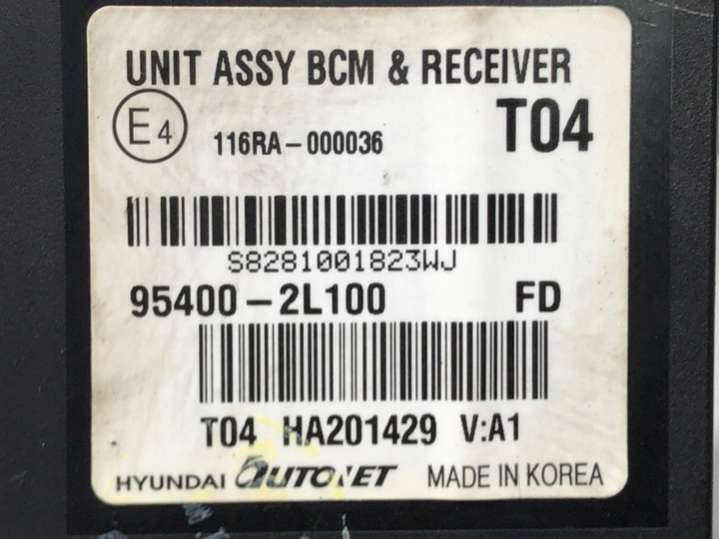 UNIT ASSY BCM & RECEIVER
E4 116RA-000036 T04
S8281001823WJ
95400-2L100 FD
T04 HA201429 V:A1
HYUNDAI AUTONET MADE IN KOREA